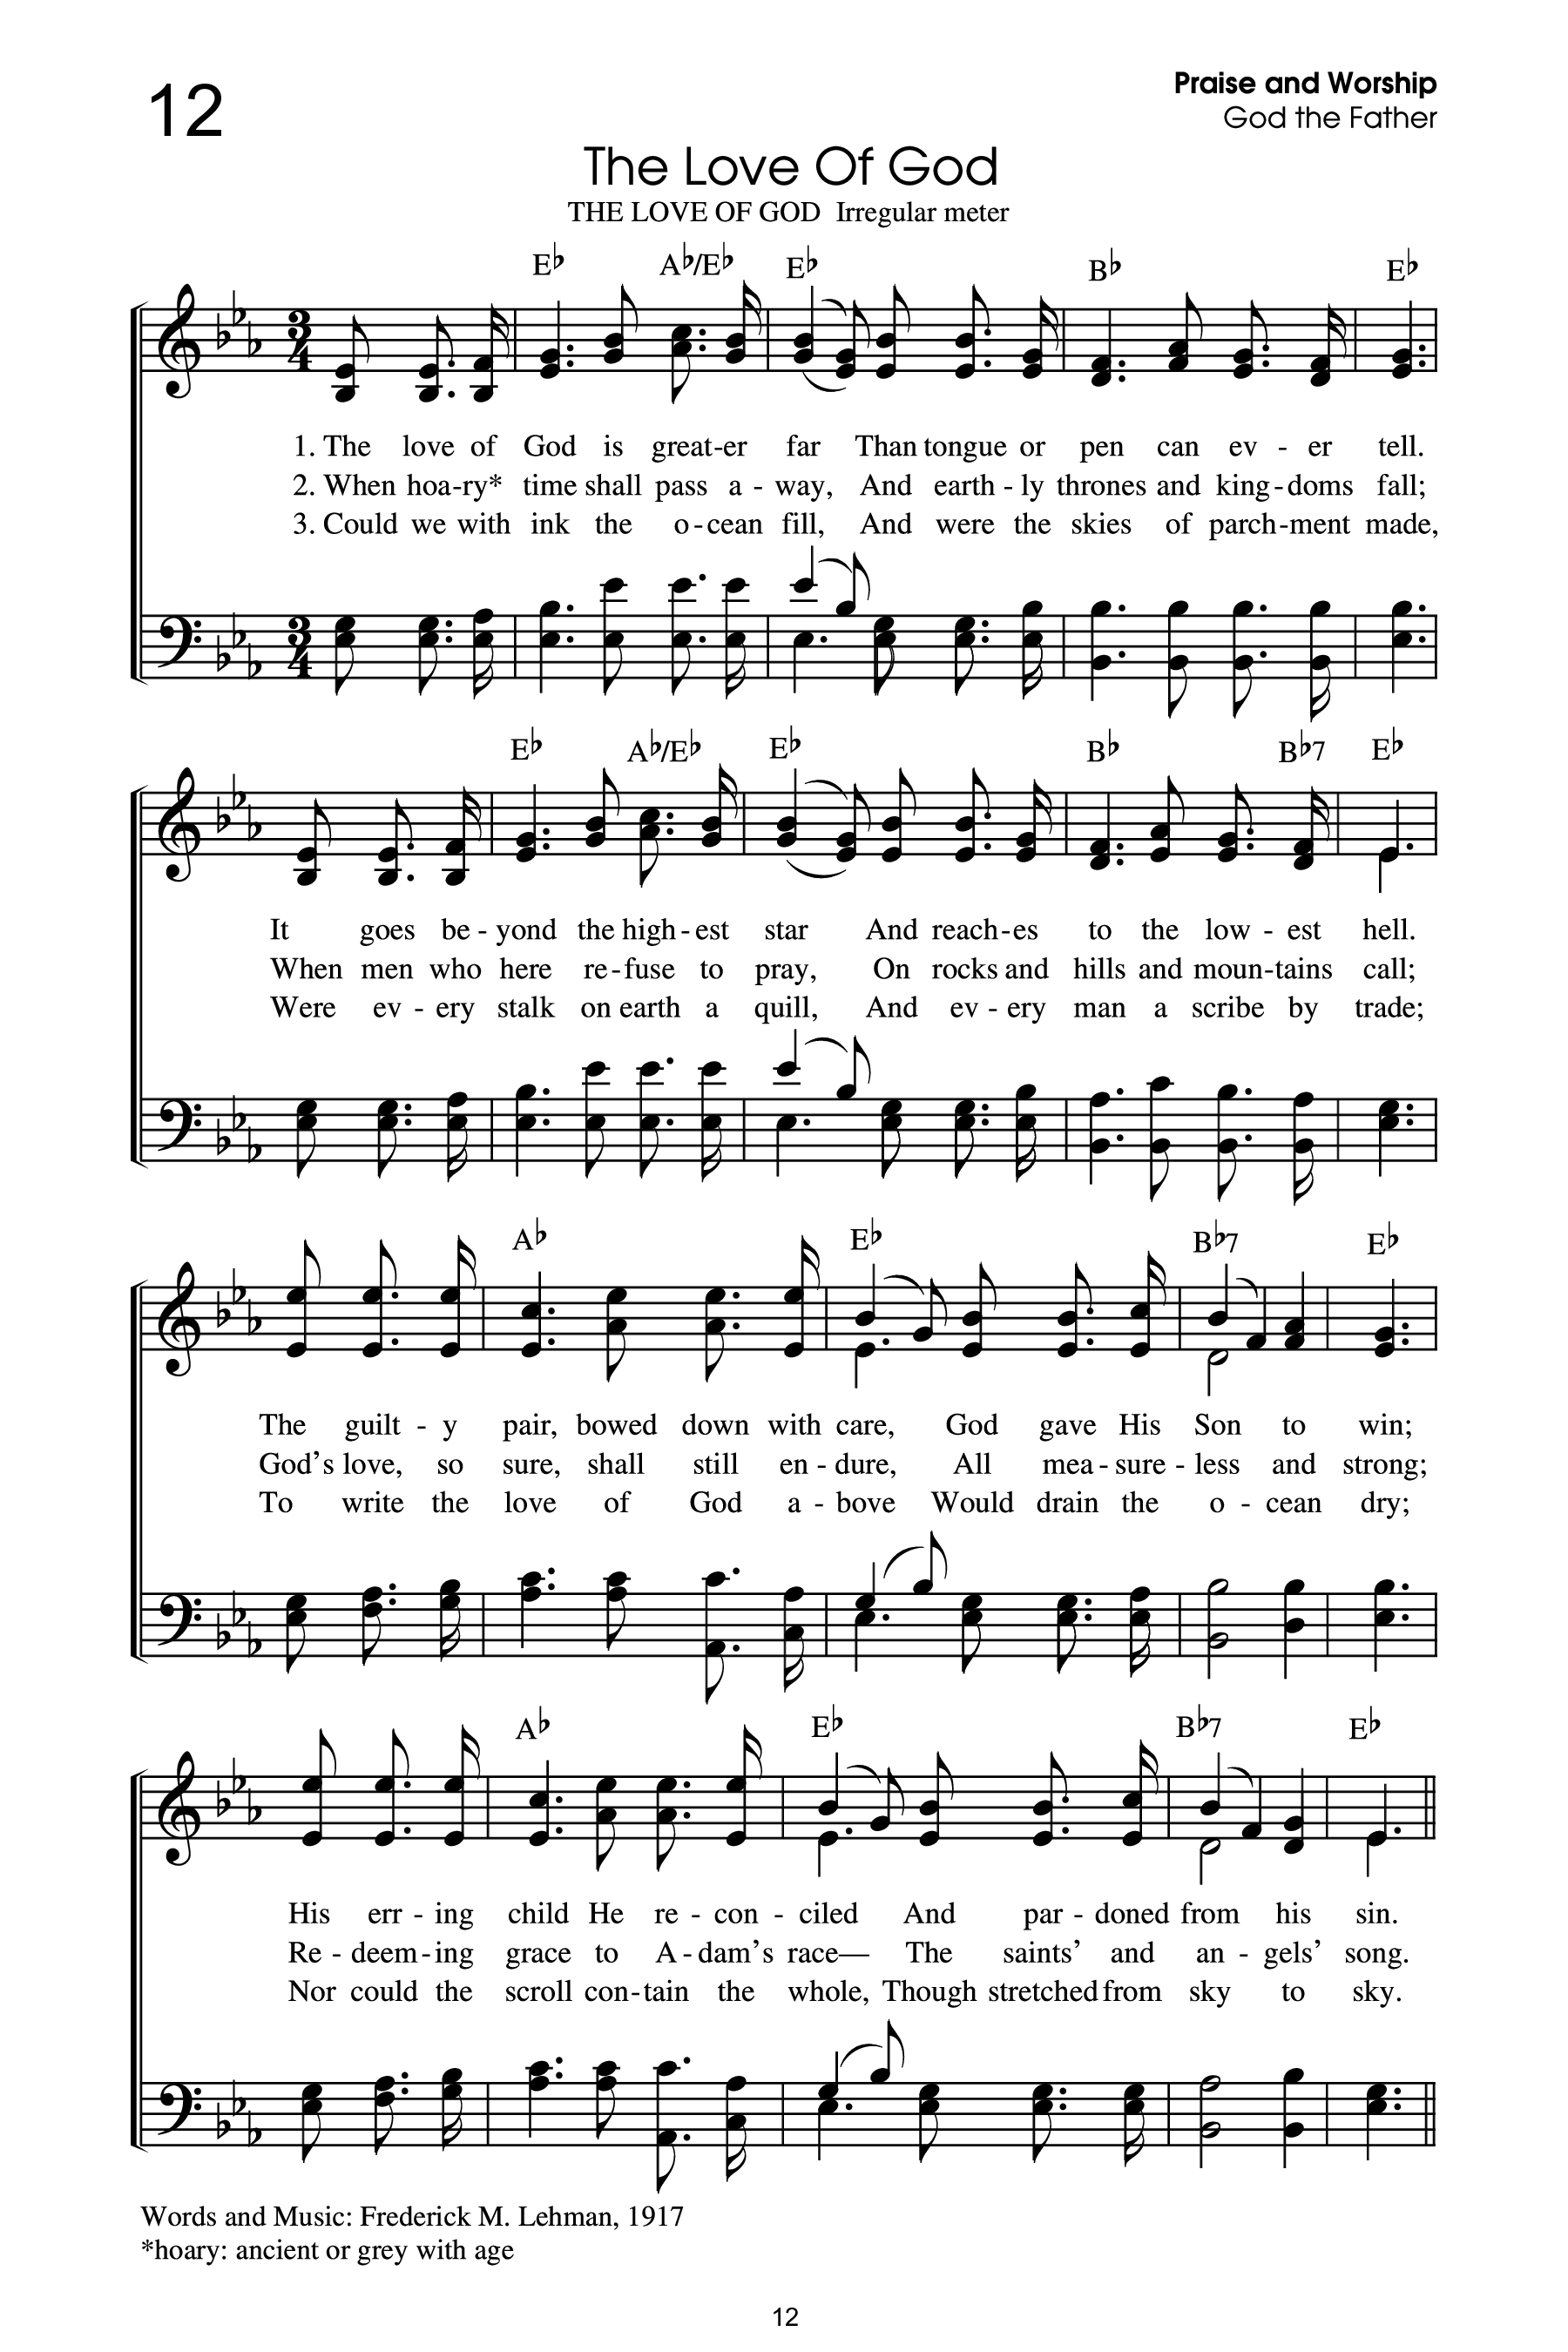 12
Praise and Worship
God the Father
The Love Of God
THE LOVE OF GOD Irregular meter
E♭ A♭/E♭ E♭ B♭ E♭
3 4
1. The love of God is great-er far Than tongue or pen can ev - er tell.
2. When hoa-ry* time shall pass a - way, And earth - ly thrones and king-doms fall;
3. Could we with ink the o-cean fill, And were the skies of parch-ment made,
3 4
E♭ A♭/E♭ E♭ B♭ B♭7 E♭
It goes be - yond the high-est star And reach-es to the low - est hell.
When men who here re-fuse to pray, On rocks and hills and moun-tains call;
Were ev - ery stalk on earth a quill, And ev - ery man a scribe by trade;
A♭ E♭ B♭7 E♭
The guilt - y pair, bowed down with care, God gave His Son to win;
God’s love, so sure, shall still en - dure, All mea - sure - less and strong;
To write the love of God a - bove Would drain the o - cean dry;
A♭ E♭ B♭7 E♭
His err - ing child He re - con - ciled And par - doned from his sin.
Re - deem - ing grace to A - dam’s race— The saints’ and an - gels’ song.
Nor could the scroll con-tain the whole, Though stretched from sky to sky.
Words and Music: Frederick M. Lehman, 1917
*hoary: ancient or grey with age
12